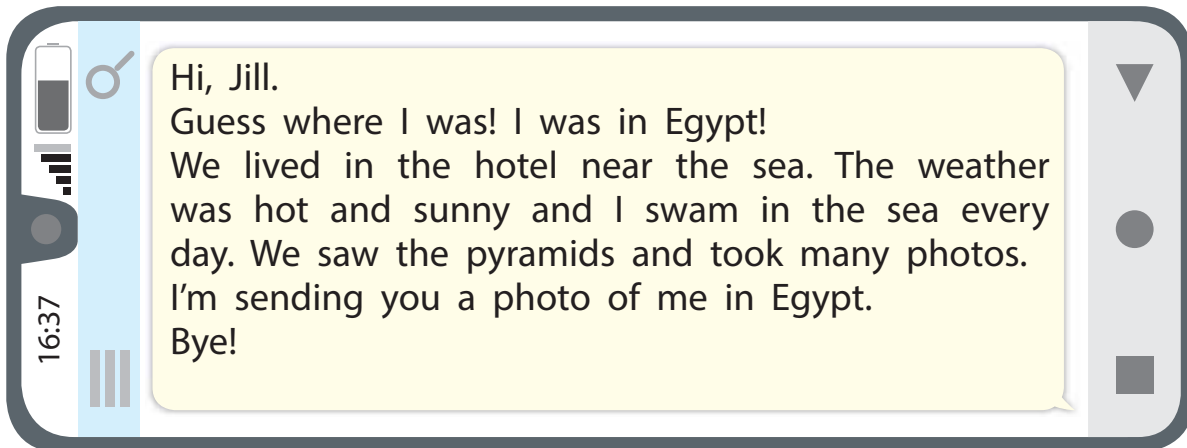 Hi, Jill.
Guess where I was! I was in Egypt!
We lived in the hotel near the sea. The weather
was hot and sunny and I swam in the sea every
day. We saw the pyramids and took many photos.
I'm sending you a photo of me in Egypt.
Bye!
16:37